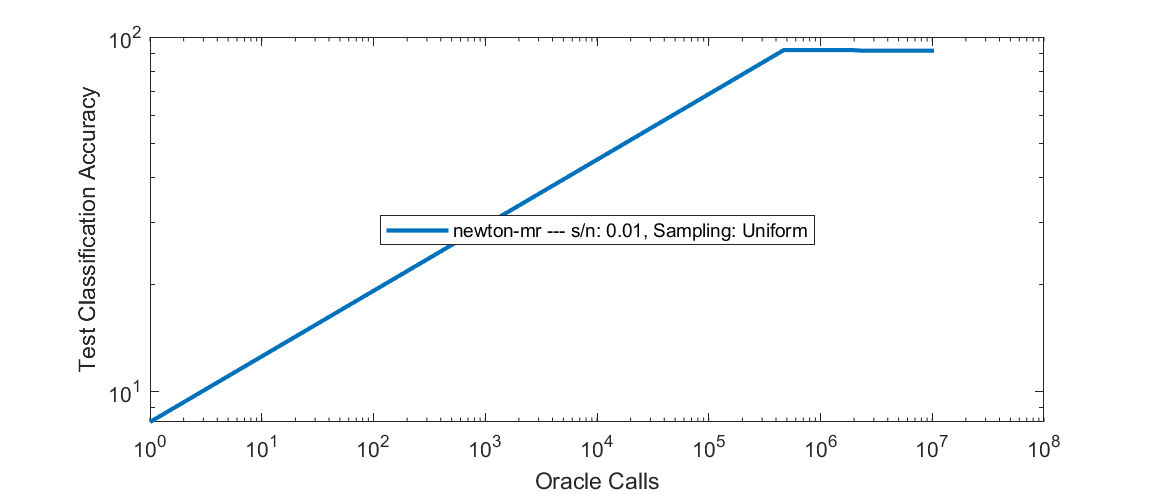 10^2
10^1
Test Classification Accuracy
newton-mr --- s/n: 0.01, Sampling: Uniform
10^0 10^1 10^2 10^3 10^4 10^5 10^6 10^7 10^8
Oracle Calls